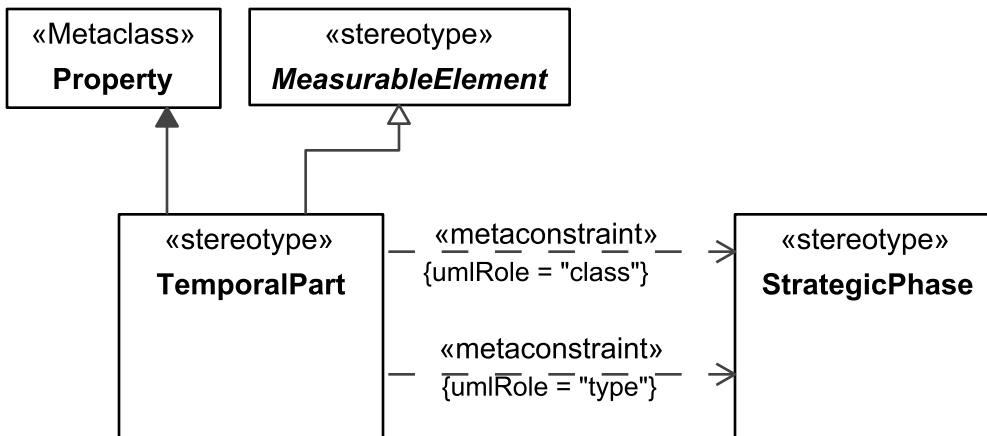 «Metaclass»
Property
«stereotype»
MeasurableElement
«stereotype»
TemporalPart
«metaconstraint»
{umlRole = "class"}
«metaconstraint»
{umlRole = "type"}
«stereotype»
StrategicPhase